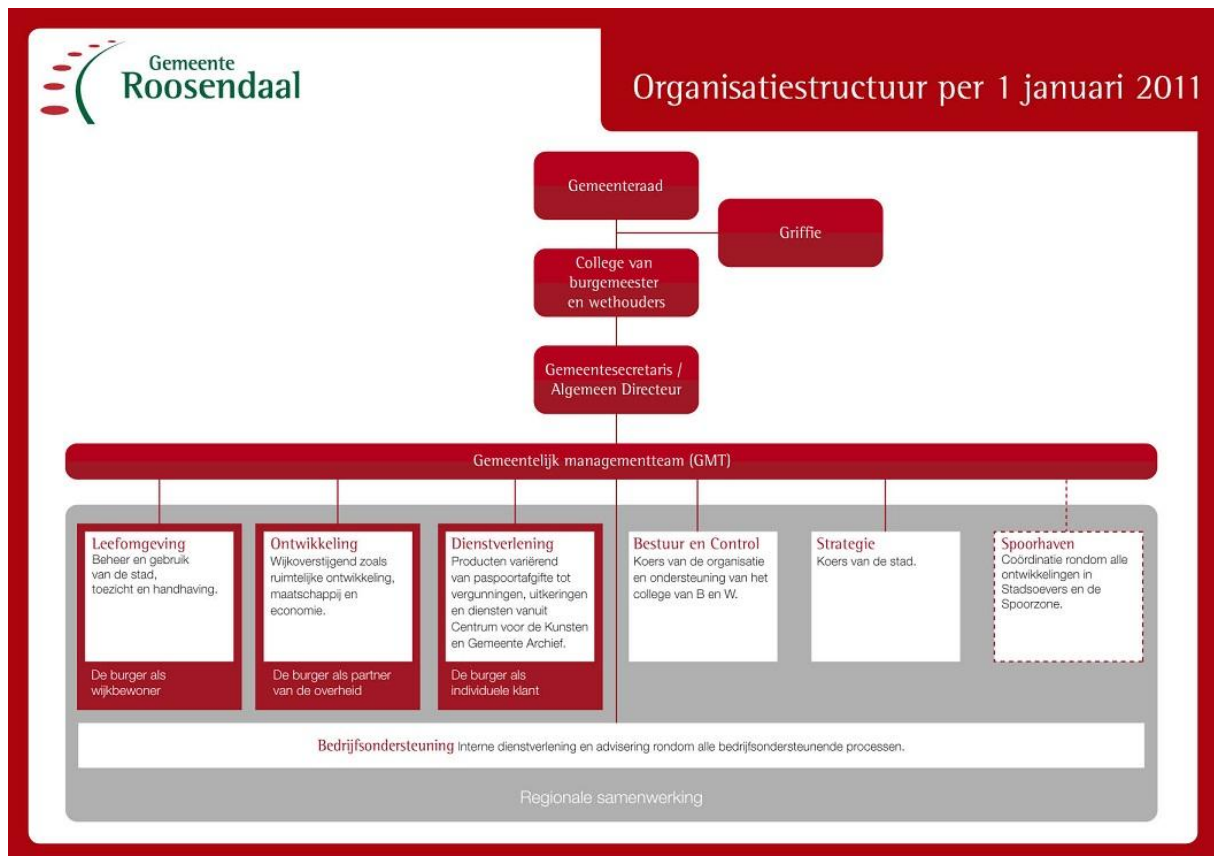 Gemeente
Roosendaal
Organisatiestructuur per 1 januari 2011
Gemeenteraad
Griffie
College van
burgemeester
en wethouders
Gemeentesecretaris /
Algemeen Directeur
Gemeentelijk managementteam (GMT)
Leefomgeving
Beheer en gebruik
van de stad,
toezicht en handhaving.
De burger als
wijkbewoner
Ontwikkeling
Wijkoverstijgend zoals
ruimtelijke ontwikkeling,
maatschappij en
economie.
De burger als partner
van de overheid
Dienstverlening
Producten variërend
van paspoortafgifte tot
vergunningen, uitkeringen
en diensten vanuit
Centrum voor de Kunsten
en Gemeente Archief.
De burger als
individuele klant
Bestuur en Control
Koers van de organisatie
en ondersteuning van het
college van B en W.
Strategie
Koers van de stad.
Spoorhaven
Coördinatie rondom alle
ontwikkelingen in
Stadsoevers en de
Spoorzone.
Bedrijfsondersteuning Interne dienstverlening en advisering rondom alle bedrijfsondersteunende processen.
Regionale samenwerking